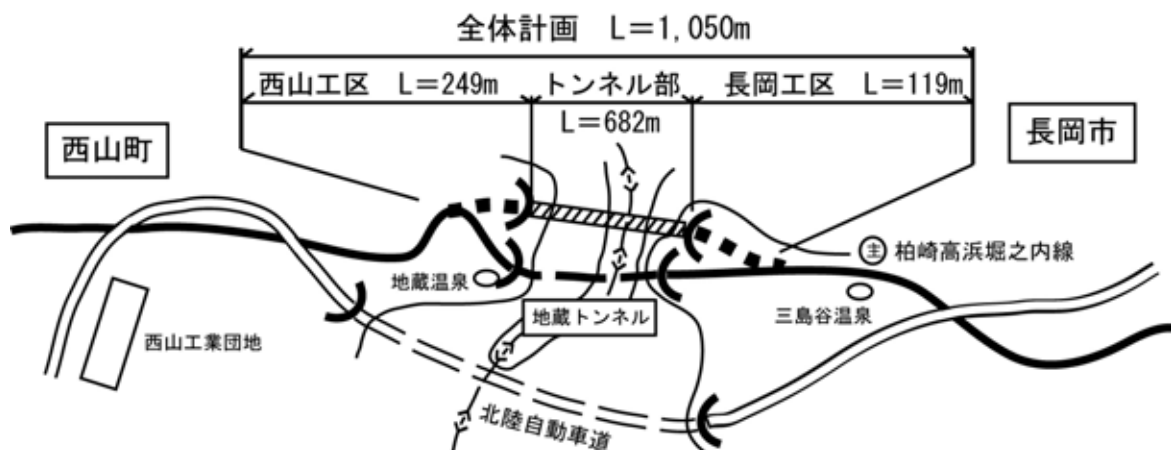 全体計画 L=1,050m
西山工区 L=249m
トンネル部
L=682m
長岡工区 L=119m
西山町
長岡市
主 柏崎高浜堀之内線
地蔵温泉
地蔵トンネル
三島谷温泉
西山工業団地
北陸自動車道